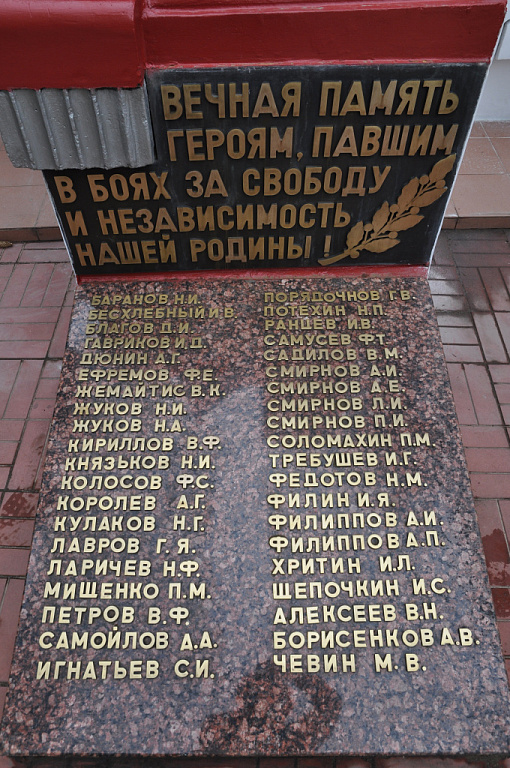 ВЕЧНАЯ ПАМЯТЬ
ГЕРОЯМ, ПАВШИМ
В БОЯХ ЗА СВОБОДУ
И НЕЗАВИСИМОСТЬ
НАШЕЙ РОДИНЫ!
БАРАНОВ Н.И.
БЕСХЛЕБНЫЙ И.В.
БЛАГОВ Д.И.
ГАВРИКОВ И.Д.
ДЮНИН А.Г.
ЕФРЕМОВ Ф.Е.
ЖЕМАЙТИС В.К.
ЖУКОВ Н.И.
ЖУКОВ Н.А.
КИРИЛЛОВ В.Ф.
КНЯЗЬКОВ Н.И.
КОЛОСОВ Ф.С.
КОРОЛЕВ А.Г.
КУЛАКОВ Н.Г.
ЛАВРОВ Г.Я.
ЛАРИЧЕВ Н.Ф.
МИЩЕНКО П.М.
ПЕТРОВ В.Ф.
САМОЙЛОВ А.А.
ИГНАТЬЕВ С.И.
ПОРЯДОЧНОВ Г.В.
ПОТЕХИН Н.П.
РАНЦЕВ И.В.
САМУСЕВ Ф.Т.
САДИЛОВ В.М.
СМИРНОВ А.И.
СМИРНОВ А.Е.
СМИРНОВ Л.И.
СМИРНОВ П.И.
СОЛОМАХИН П.М.
ТРЕБУШЕВ И.Г.
ФЕДОТОВ Н.М.
ФИЛИН И.Я.
ФИЛИППОВ А.И.
ФИЛИППОВ А.П.
ХРИТИН И.Л.
ЩЕПОЧКИН И.С.
АЛЕКСЕЕВ В.Н.
БОРИСЕНКОВ А.В.
ЧЕВИН М.В.